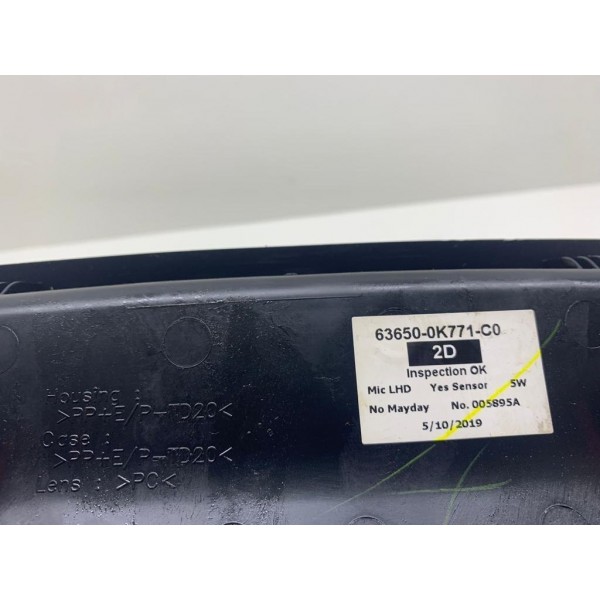 Housing :
>PP+E/P-TD20<
Case :
>PP+E/P-TD20<
Lens : >PC<
63650-0K771-C0
2D
Inspection OK
Mic LHD Yes Sensor 5W
No Mayday No. 005895A
5/10/2019